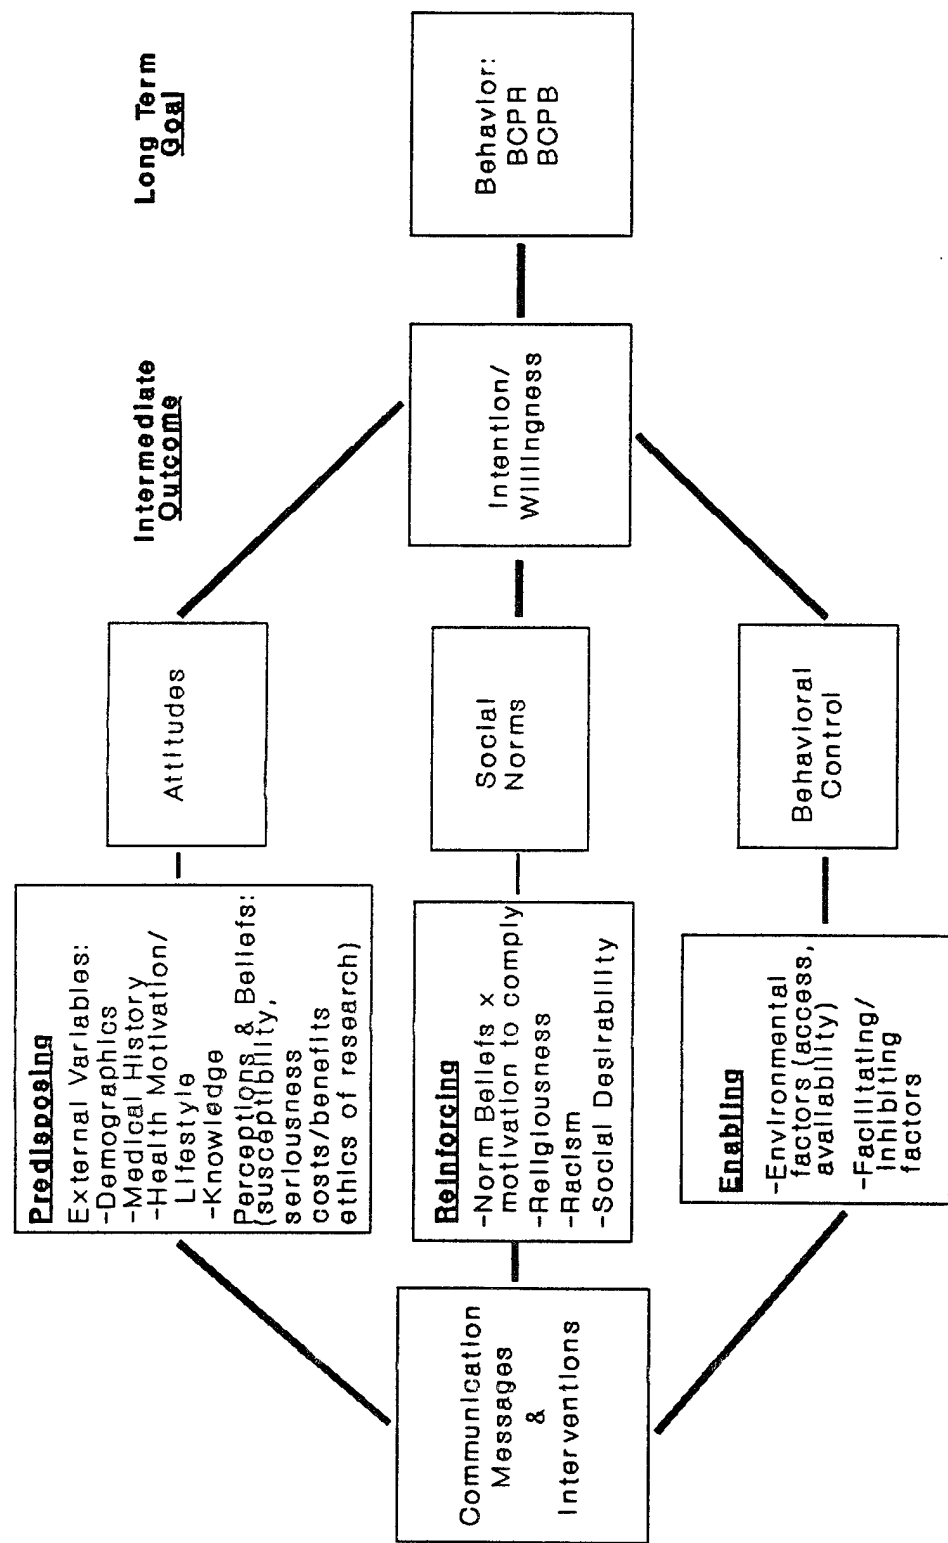 Long Term
Goal
Intermediate
Outcome
Predisposing
External Variables:
-Demographics
-Medical History
-Health Motivation/
Lifestyle
-Knowledge
Perceptions & Beliefs:
(susceptibility,
seriousness
costs/benefits
ethics of research)
Attitudes
Communication
Messages
&
Interventions
Reinforcing
-Norm Beliefs x
motivation to comply
-Religiousness
-Racism
-Social Desirability
Social
Norms
Intention/
Willingness
Behavior:
BCPR
BCPB
Enabling
-Environmental
factors (access,
availability)
-Facilitating/
Inhibiting
factors
Behavioral
Control